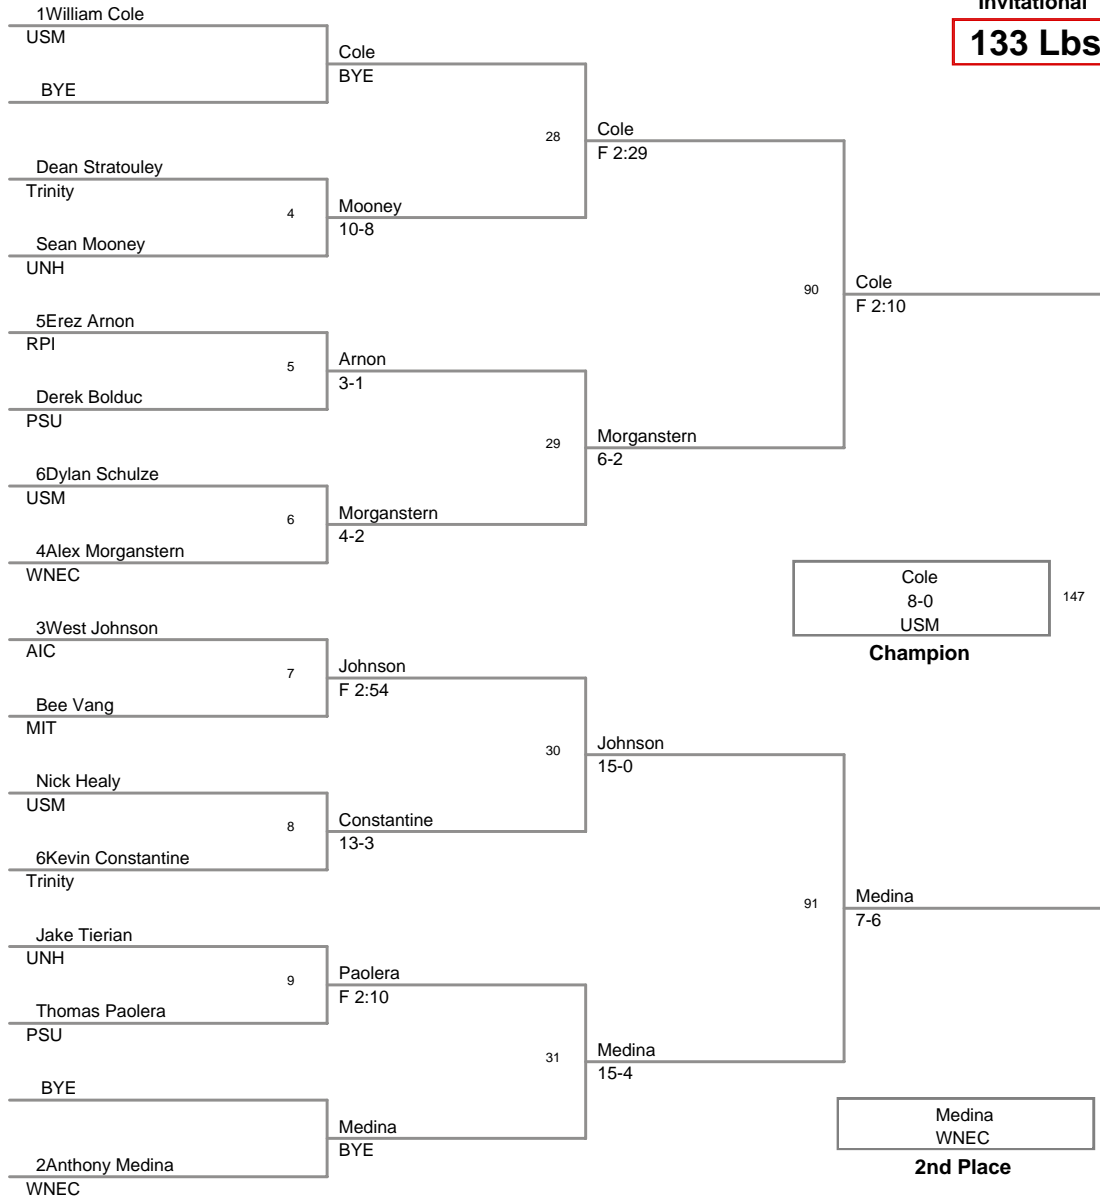 Invitational
133 Lbs
1William Cole
USM
BYE
Cole
BYE
Dean Stratouley
Trinity
4
Sean Mooney
UNH
Mooney
10-8
28
Cole
F 2:29
5Erez Arnon
RPI
5
Derek Bolduc
PSU
Arnon
3-1
6Dylan Schulze
USM
6
4Alex Morganstern
WNEC
Morganstern
4-2
29
Morganstern
6-2
90
Cole
F 2:10
Cole
8-0
USM
147
Champion
3West Johnson
AIC
7
Bee Vang
MIT
Johnson
F 2:54
Nick Healy
USM
8
6Kevin Constantine
Trinity
Constantine
13-3
30
Johnson
15-0
Jake Tierian
UNH
9
Thomas Paolera
PSU
Paolera
F 2:10
BYE
2Anthony Medina
WNEC
Medina
BYE
31
Medina
15-4
91
Medina
7-6
Medina
WNEC
2nd Place